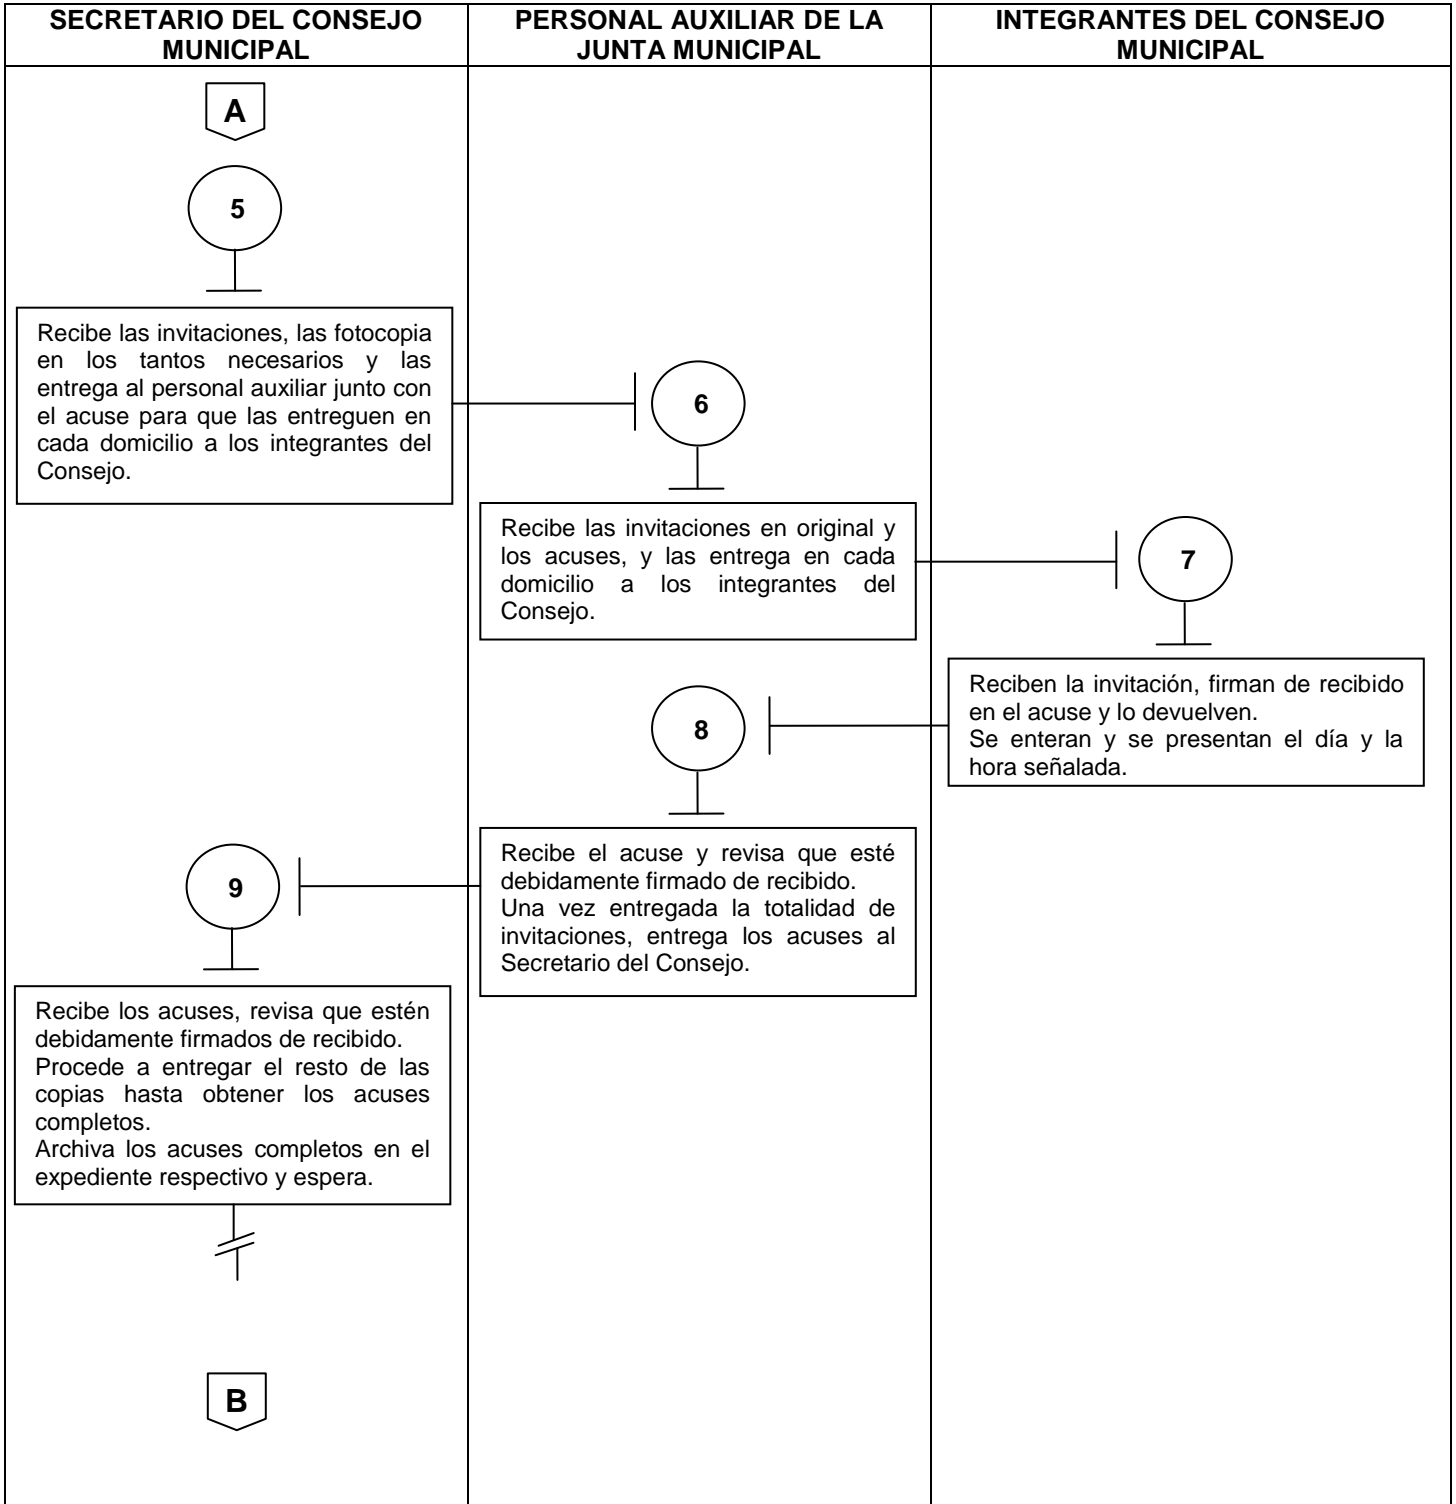 SECRETARIO DEL CONSEJO
MUNICIPAL
PERSONAL AUXILIAR DE LA
JUNTA MUNICIPAL
INTEGRANTES DEL CONSEJO
MUNICIPAL
A
5
Recibe las invitaciones, las fotocopia
en los tantos necesarios y las
entrega al personal auxiliar junto con
el acuse para que las entreguen en
cada domicilio a los integrantes del
Consejo.
6
Recibe las invitaciones en original y
los acuses, y las entrega en cada
domicilio a los integrantes del
Consejo.
7
Reciben la invitación, firman de recibido
en el acuse y lo devuelven.
Se enteran y se presentan el día y la
hora señalada.
8
Recibe el acuse y revisa que esté
debidamente firmado de recibido.
Una vez entregada la totalidad de
invitaciones, entrega los acuses al
Secretario del Consejo.
9
Recibe los acuses, revisa que estén
debidamente firmados de recibido.
Procede a entregar el resto de las
copias hasta obtener los acuses
completos.
Archiva los acuses completos en el
expediente respectivo y espera.
B